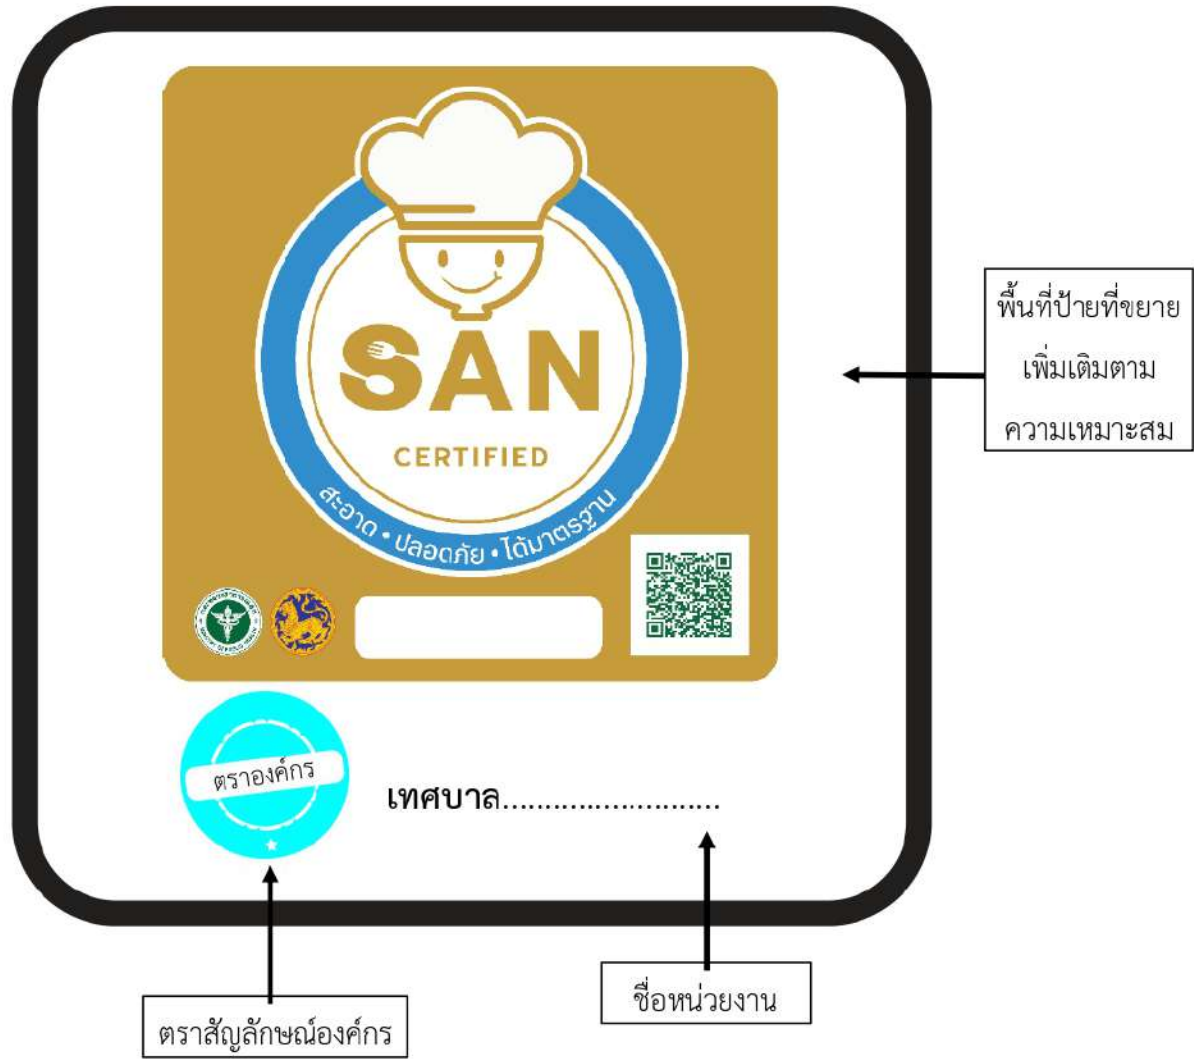 SAN
CERTIFIED
สะอาด • ปลอดภัย • ได้มาตรฐาน
พื้นที่ป้ายที่ขยาย
เพิ่มเติมตาม
ความเหมาะสม
ตราองค์กร
เทศบาล..........................
ชื่อหน่วยงาน
ตราสัญลักษณ์องค์กร